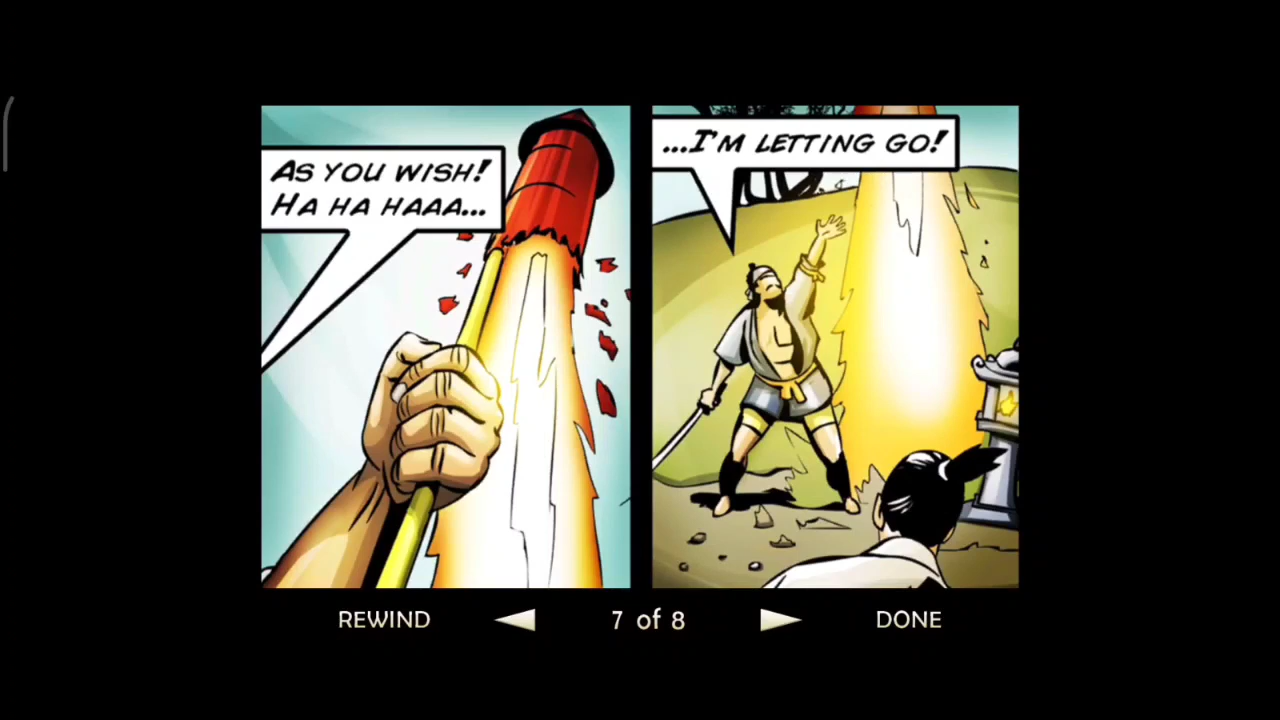 AS YOU WISH!
HA HA HAAA...
...I'M LETTING GO!
REWIND
7 of 8
DONE